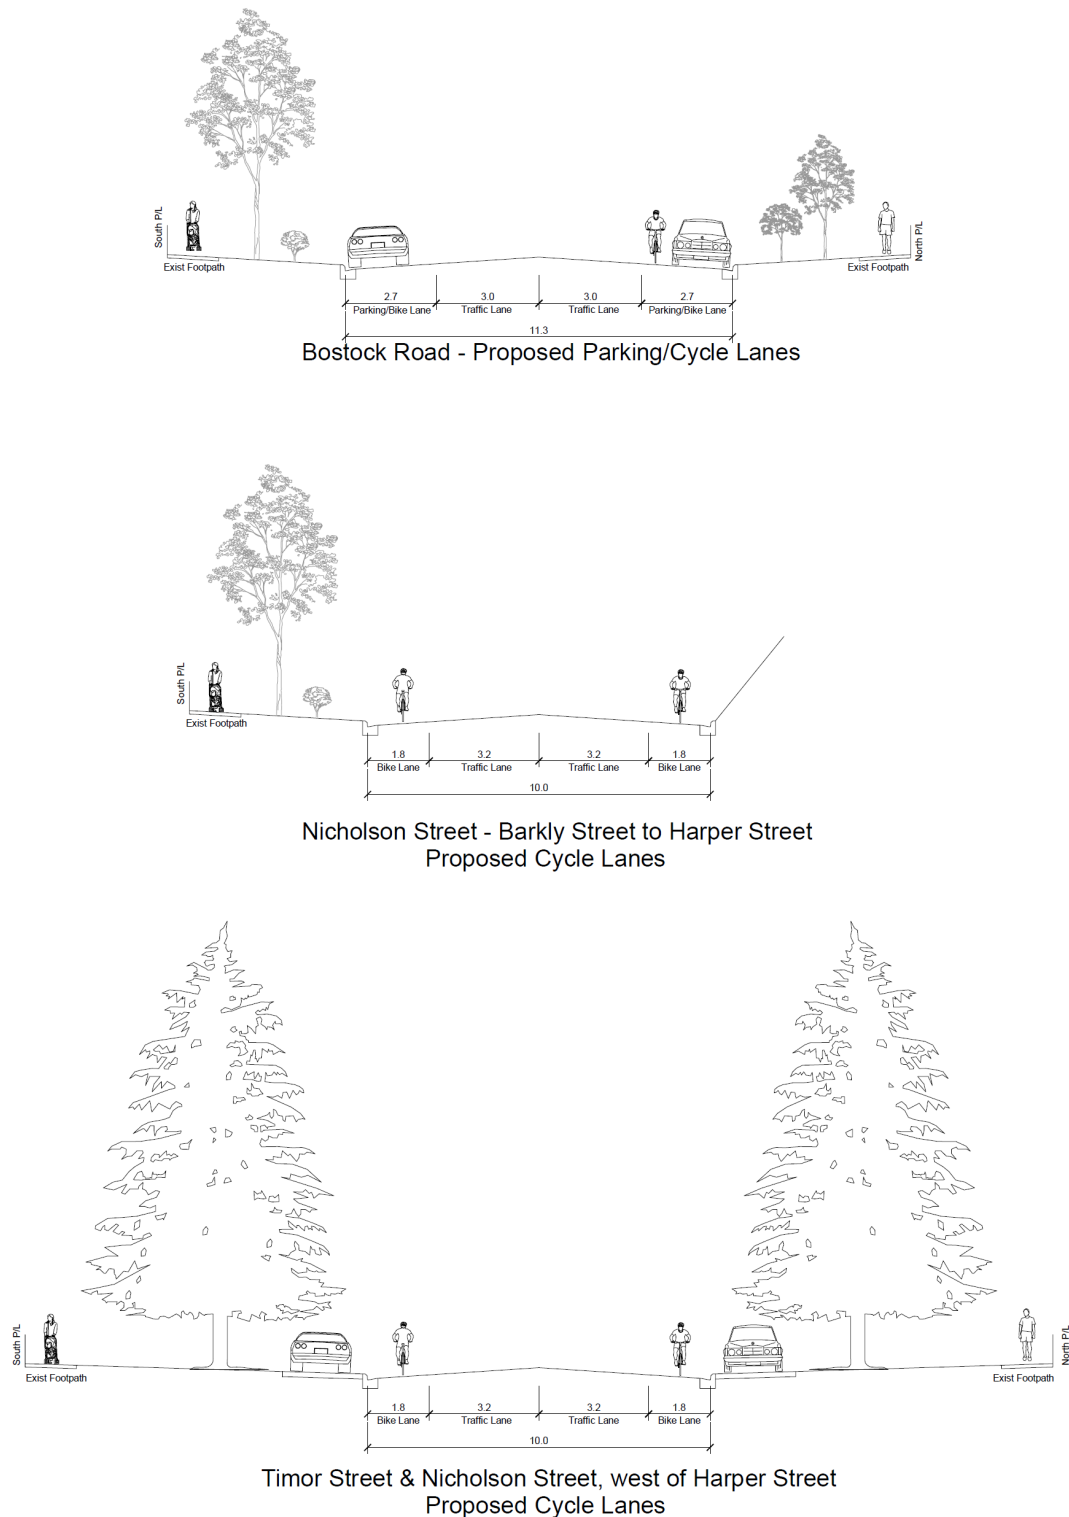 South P/L
North P/L
Exist Footpath
Exist Footpath
2.7 3.0 3.0 2.7
Parking/Bike Lane Traffic Lane Traffic Lane Parking/Bike Lane
11.3
Bostock Road - Proposed Parking/Cycle Lanes
South P/L
Exist Footpath
1.8 3.2 3.2 1.8
Bike Lane Traffic Lane Traffic Lane Bike Lane
10.0
Nicholson Street - Barkly Street to Harper Street
Proposed Cycle Lanes
South P/L
North P/L
Exist Footpath
Exist Footpath
1.8 3.2 3.2 1.8
Bike Lane Traffic Lane Traffic Lane Bike Lane
10.0
Timor Street & Nicholson Street, west of Harper Street
Proposed Cycle Lanes